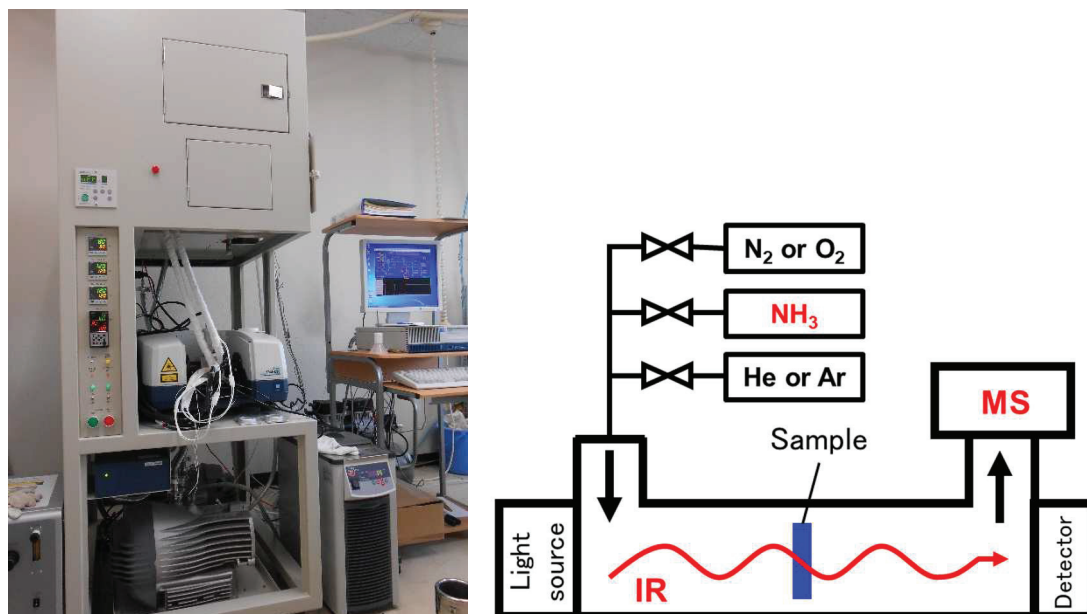 N₂ or O₂
NH₃
He or Ar
MS
Sample
Light
source
IR
Detector